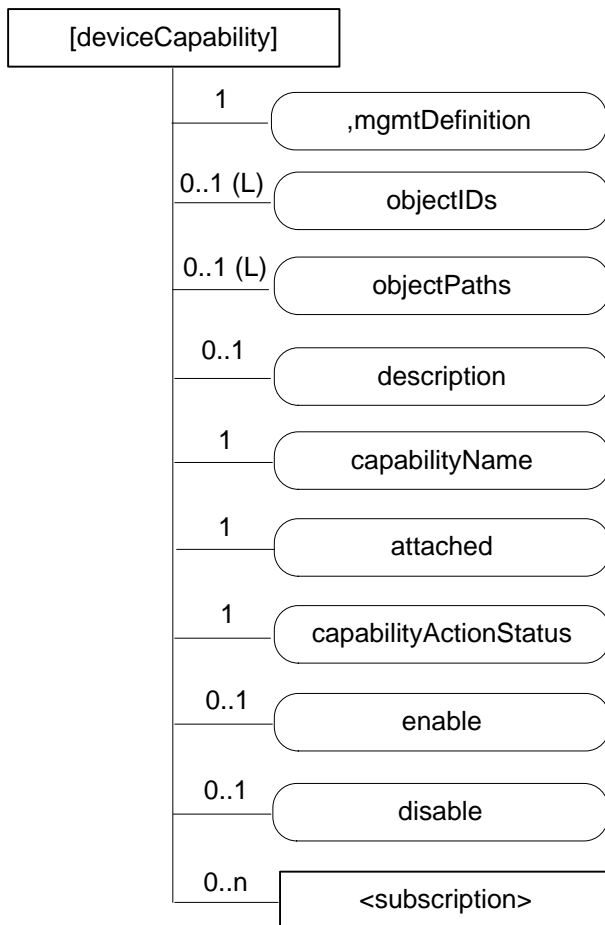 [deviceCapability]
1
,mgmtDefinition
0..1 (L)
objectIDs
0..1 (L)
objectPaths
0..1
description
1
capabilityName
1
attached
1
capabilityActionStatus
0..1
enable
0..1
disable
0..n
<subscription>